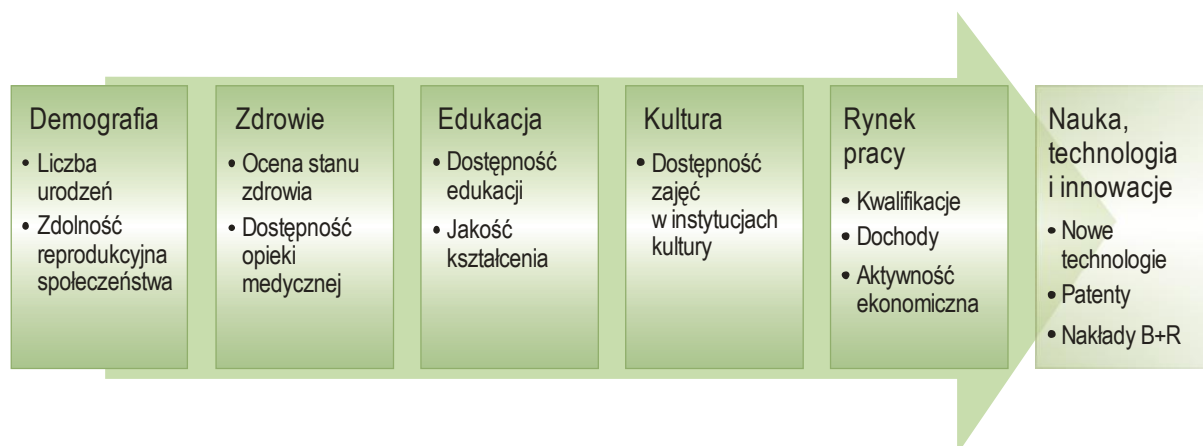 Demografia
• Liczba
urodzeń
• Zdolność
reprodukcyjna
społeczeństwa
Zdrowie
• Ocena stanu
zdrowia
• Dostępność
opieki
medycznej
Edukacja
• Dostępność
edukacji
• Jakość
kształcenia
Kultura
• Dostępność
zajęć
w instytucjach
kultury
Rynek
pracy
• Kwalifikacje
• Dochody
• Aktywność
ekonomiczna
Nauka,
technologia
i innowacje
• Nowe
technologie
• Patenty
• Nakłady B+R